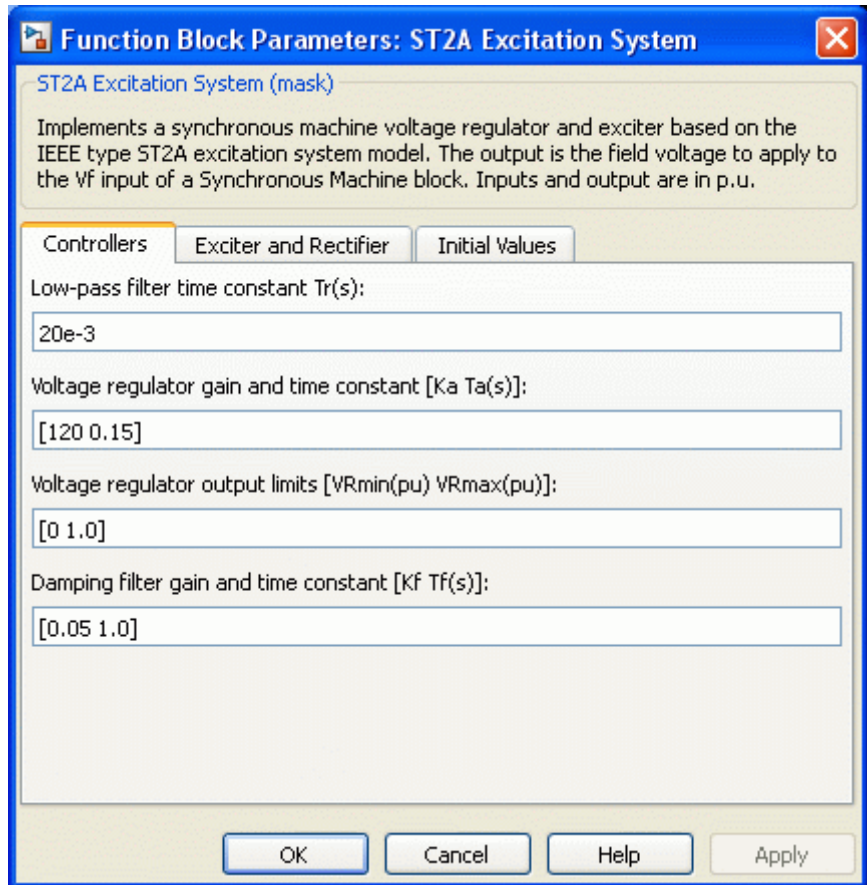 Function Block Parameters: ST2A Excitation System
ST2A Excitation System (mask)
Implements a synchronous machine voltage regulator and exciter based on the
IEEE type ST2A excitation system model. The output is the field voltage to apply to
the Vf input of a Synchronous Machine block. Inputs and output are in p.u.
Controllers Exciter and Rectifier Initial Values
Low-pass filter time constant Tr(s):
20e-3
Voltage regulator gain and time constant [Ka Ta(s)]:
[120 0.15]
Voltage regulator output limits [VRmin(pu) VRmax(pu)]:
[0 1.0]
Damping filter gain and time constant [Kf Tf(s)]:
[0.05 1.0]
OK Cancel Help Apply